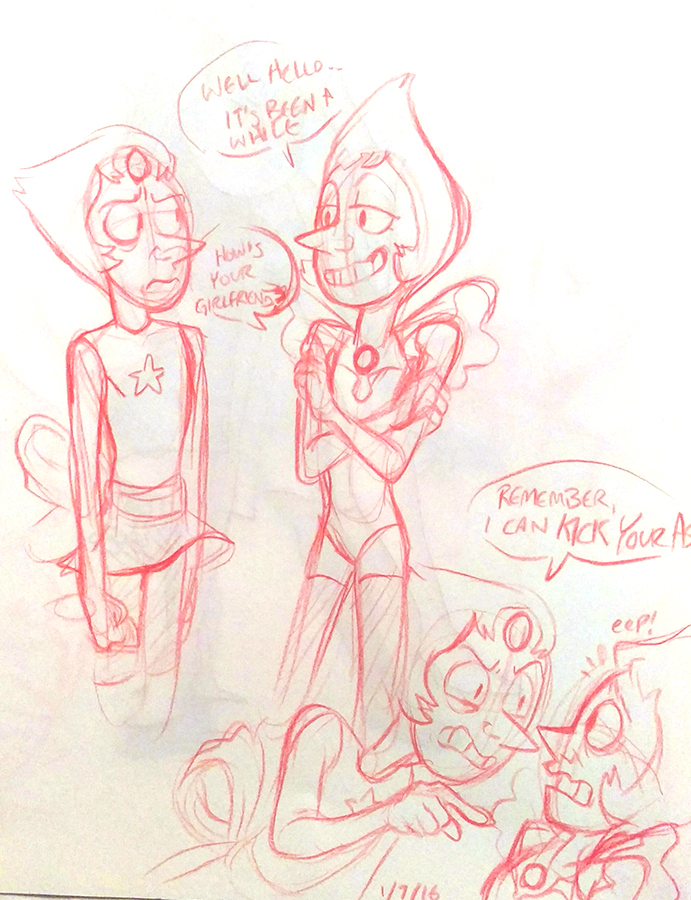 WELL HELLO...
IT'S BEEN A
WHILE
HOW'S
YOUR
GIRLFRIEND?
REMEMBER,
I CAN KICK YOUR AS
eep!
1/7/16